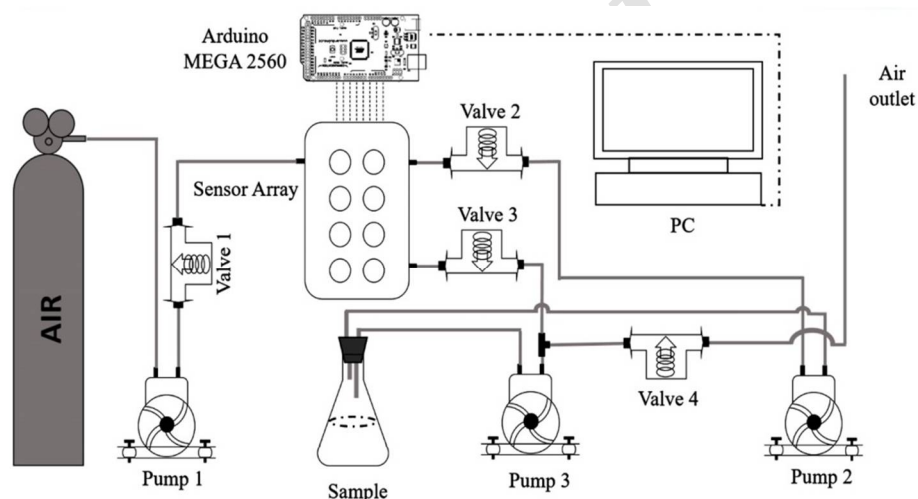 Arduino
MEGA 2560
Air
outlet
Valve 2
Sensor Array
Valve 3
PC
Valve 1
AIR
Valve 4
Pump 1
Sample
Pump 3
Pump 2